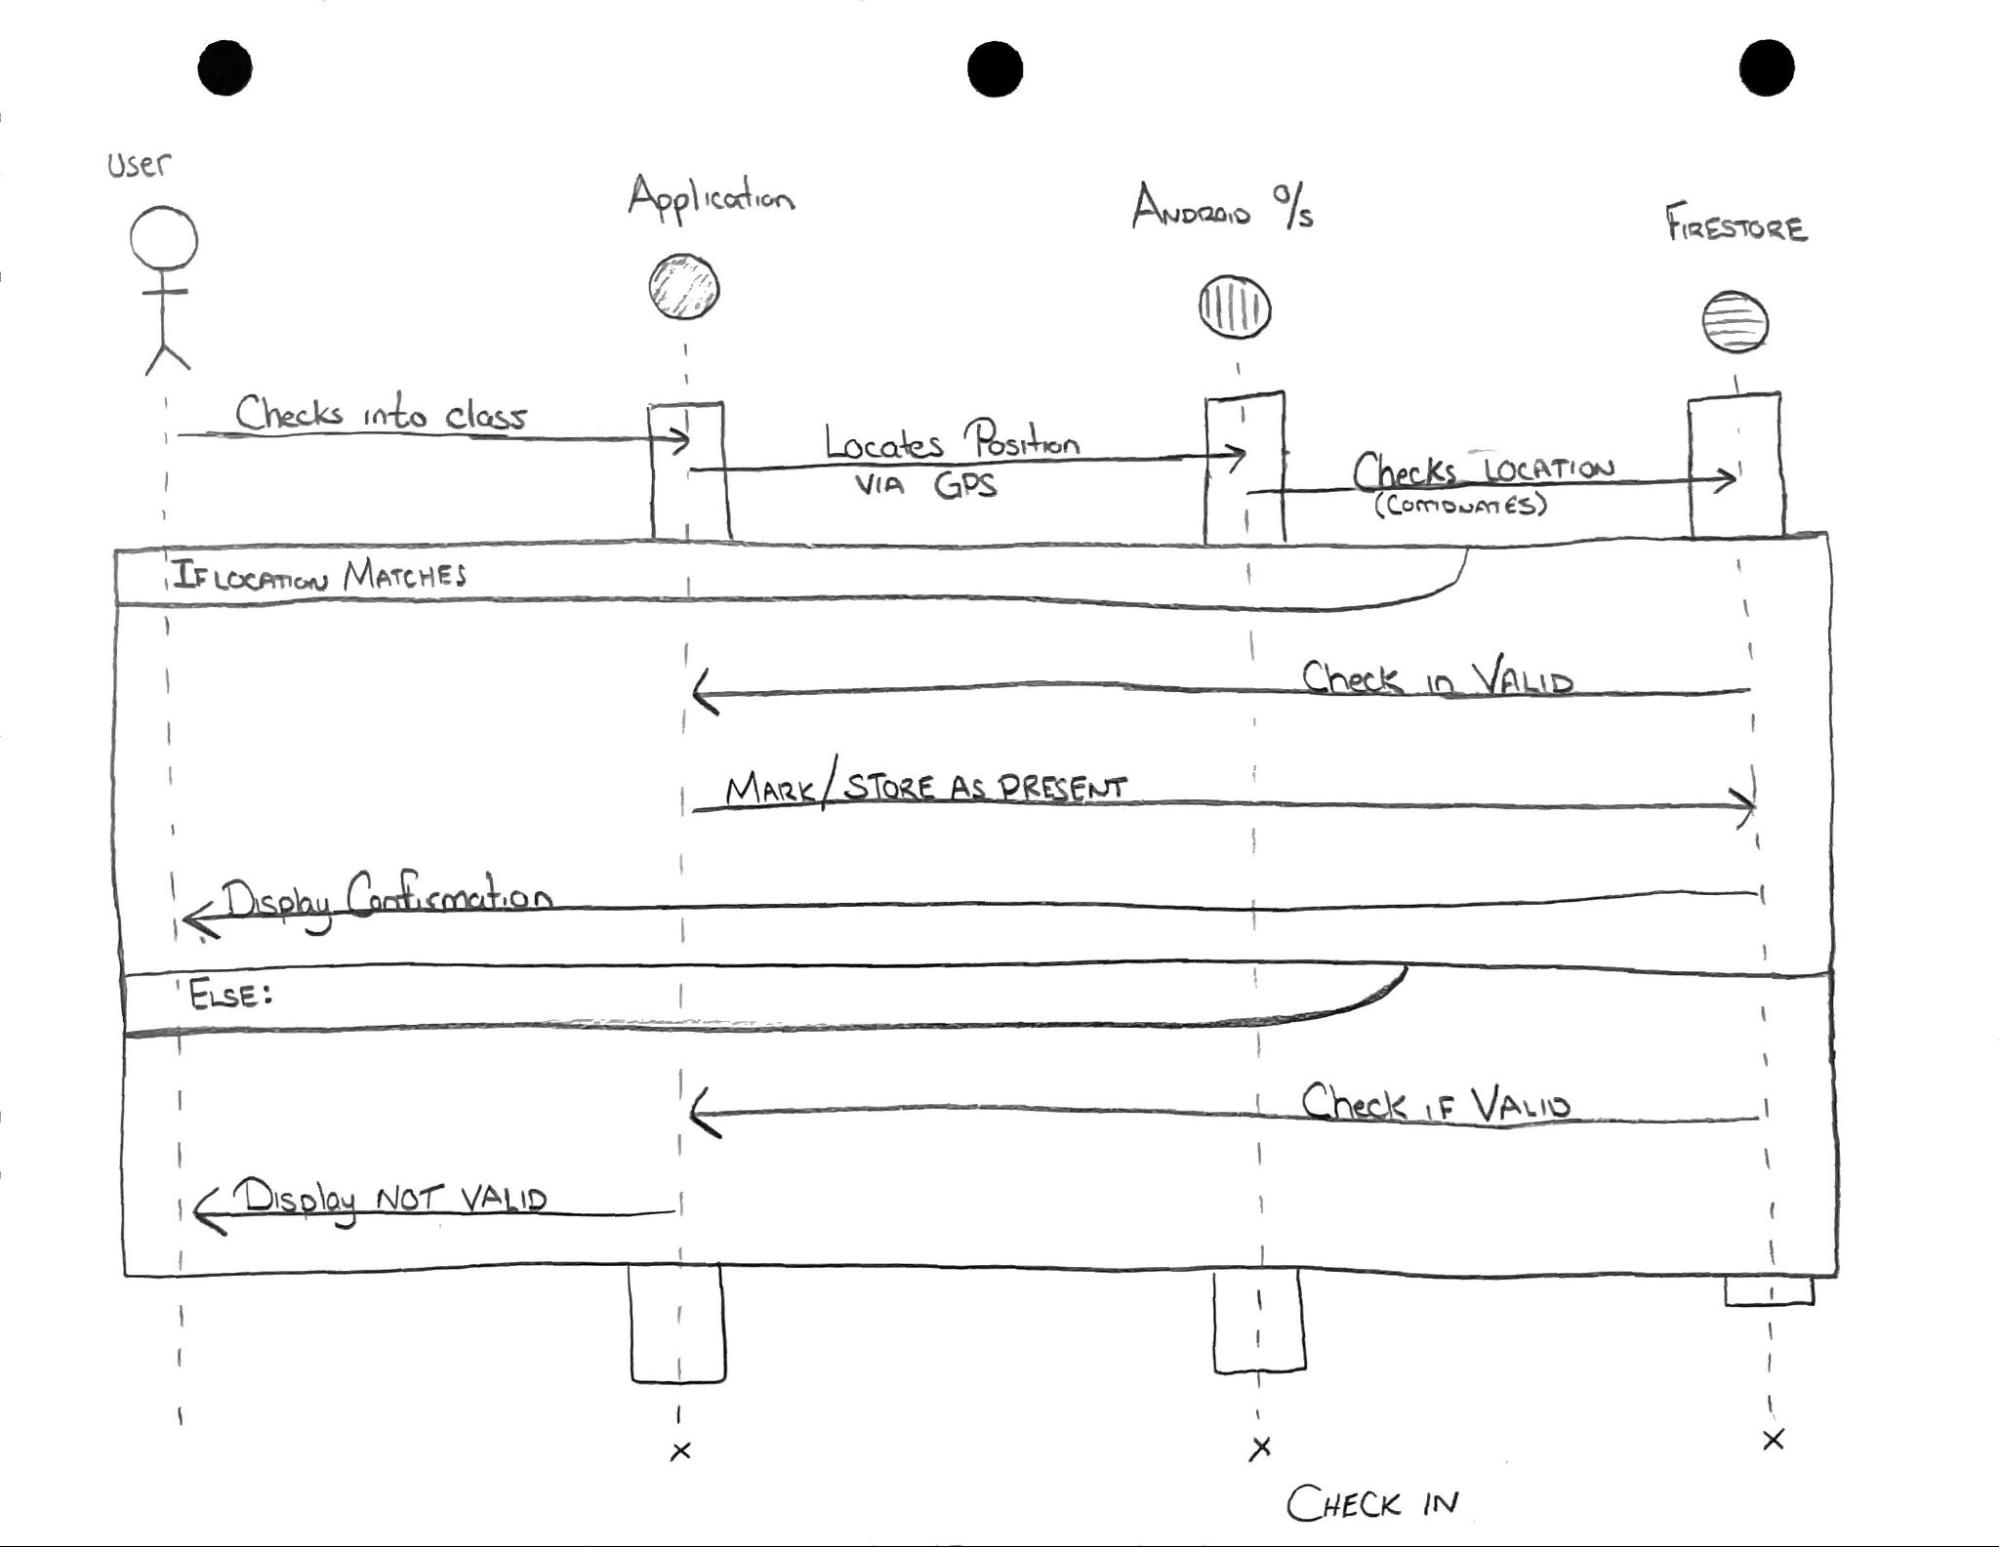 User
Application
ANDROID O/S
FIRESTORE
Checks into class
Locates Position
VIA GPS
Checks LOCATION
IF LOCATION MATCHES
Check in VALID
MARK/STORE AS PRESENT
Display Confirmation
ELSE:
Check IF VALID
Display NOT VALID
CHECK IN